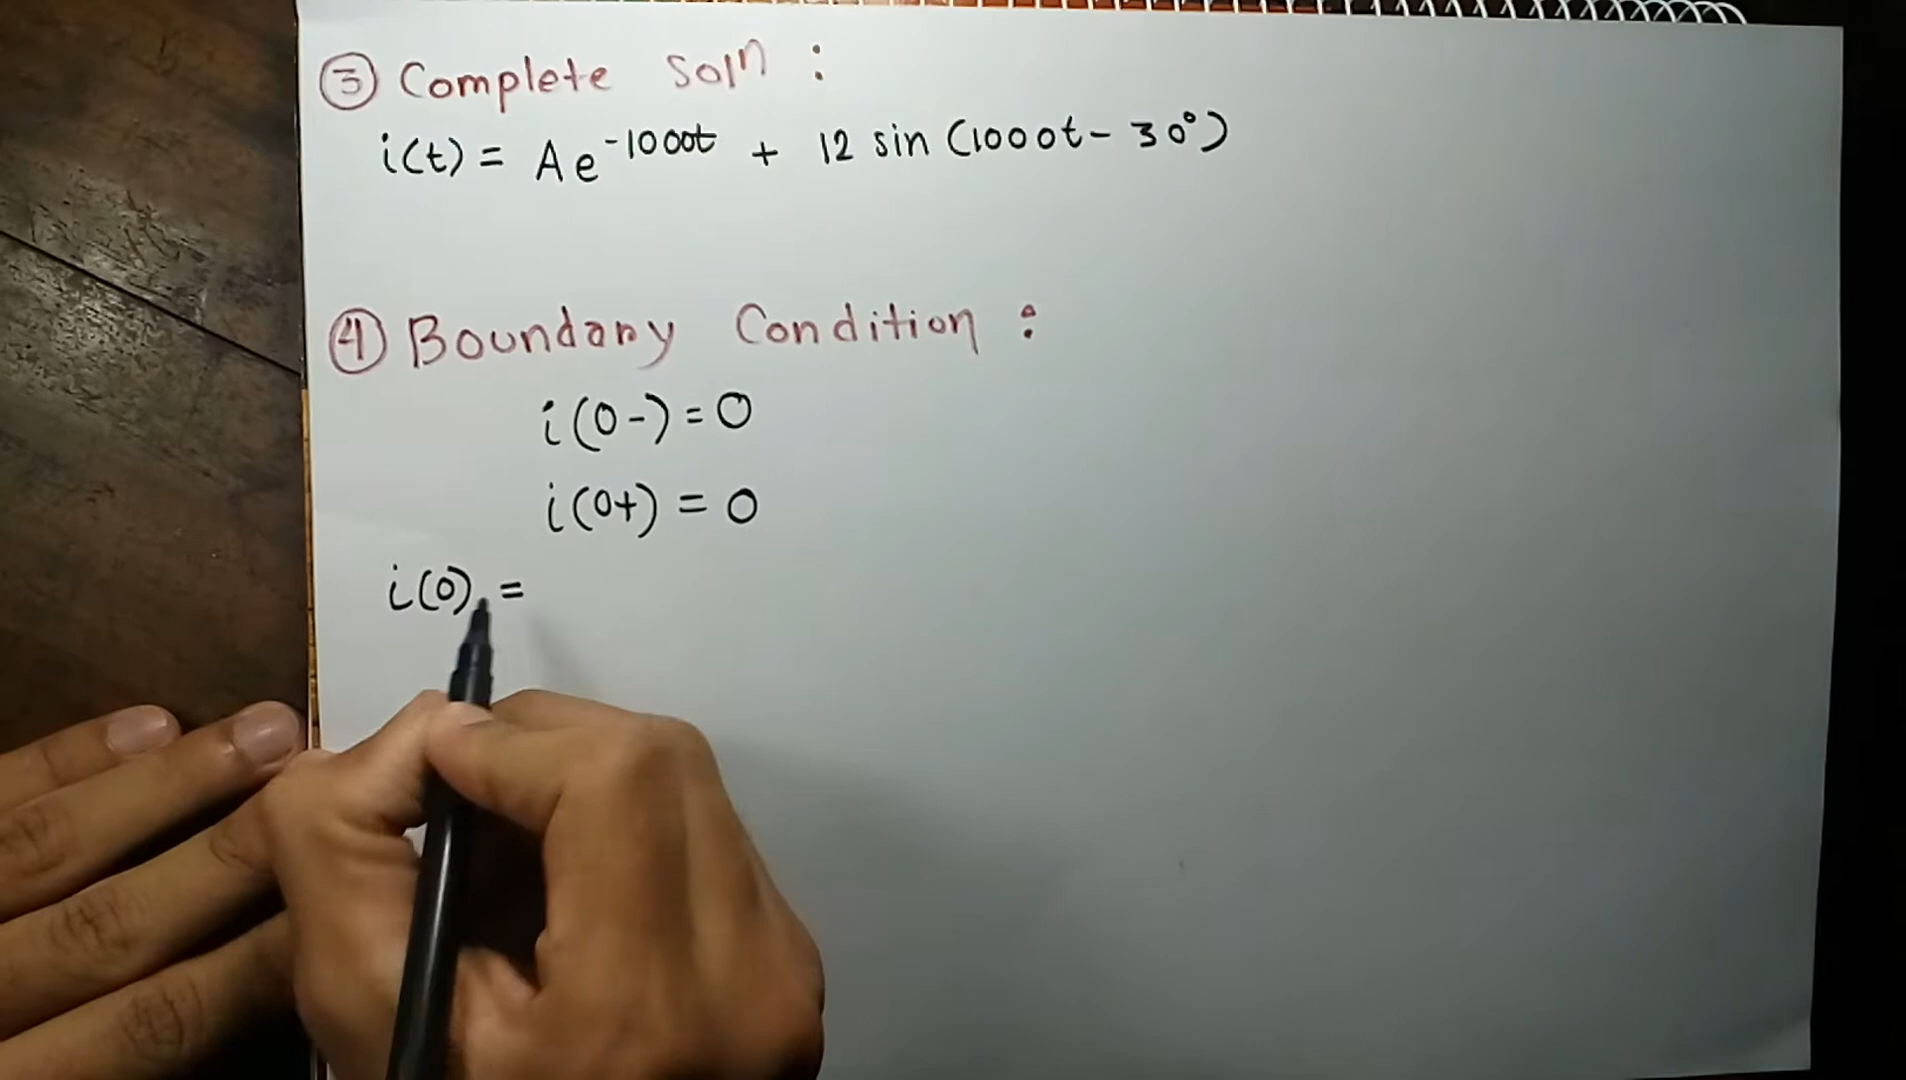 ③ Complete soln :
i(t) = Ae^-1000t + 12 sin (1000t - 30°)
④ Boundary Condition :
i(0-) = 0
i(0+) = 0
i(0) =